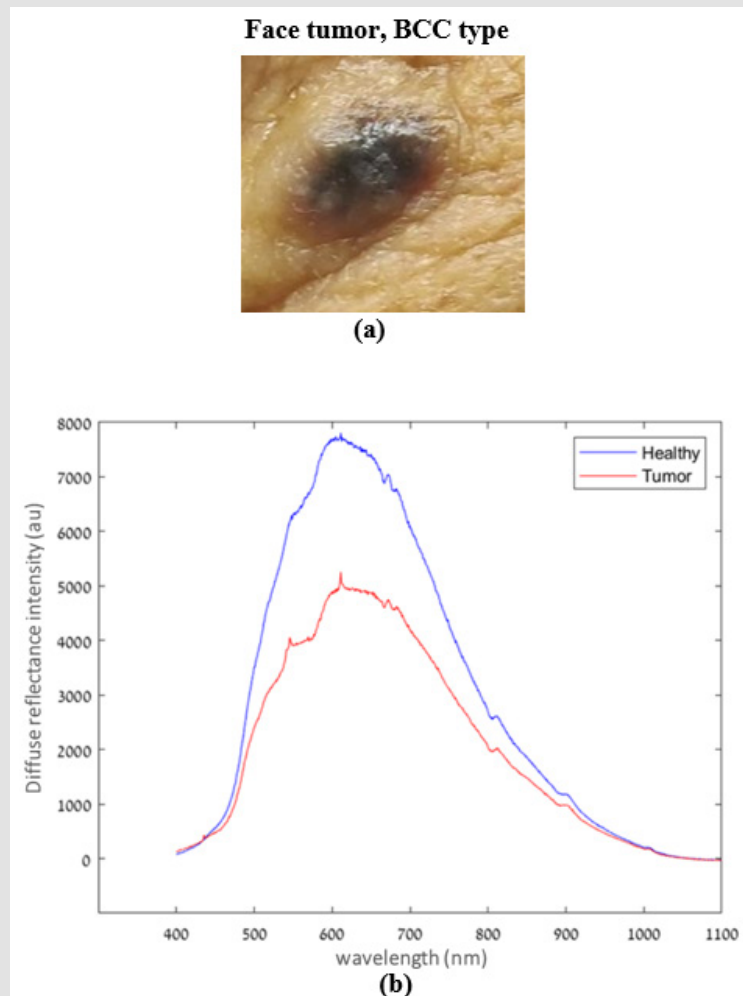 Face tumor, BCC type
(a)
8000
7000
6000
5000
4000
3000
2000
1000
0
Diffuse reflectance intensity (au)
Healthy
Tumor
400 500 600 700 800 900 1000 1100
wavelength (nm)
(b)